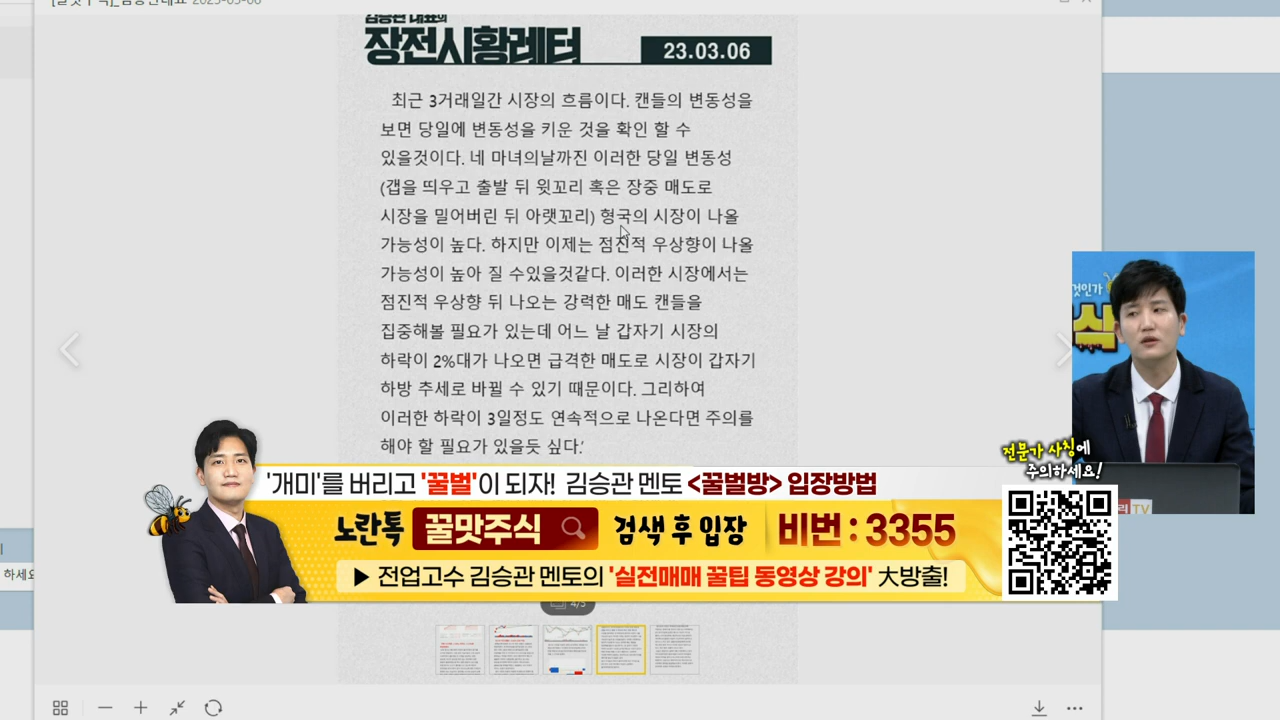 김승관 대표의
장전시황레터
23.03.06
최근 3거래일간 시장의 흐름이다. 캔들의 변동성을
보면 당일에 변동성을 키운 것을 확인 할 수
있을것이다. 네 마녀의날까진 이러한 당일 변동성
(갭을 띄우고 출발 뒤 윗꼬리 혹은 장중 매도로
시장을 밀어버린 뒤 아랫꼬리) 형국의 시장이 나올
가능성이 높다. 하지만 이제는 점진적 우상향이 나올
가능성이 높아 질 수있을것같다. 이러한 시장에서는
점진적 우상향 뒤 나오는 강력한 매도 캔들을
집중해볼 필요가 있는데 어느 날 갑자기 시장의
하락이 2%대가 나오면 급격한 매도로 시장이 갑자기
하방 추세로 바뀔 수 있기 때문이다. 그리하여
이러한 하락이 3일정도 연속적으로 나온다면 주의를
해야 할 필요가 있을듯 싶다.'
것인가
식
전문가 사칭에
주의하세요!
'개미'를 버리고 '꿀벌'이 되자! 김승관 멘토 <꿀벌방> 입장방법
노란톡 꿀맛주식 검색 후 입장 비번 : 3355
▶ 전업고수 김승관 멘토의 '실전매매 꿀팁 동영상 강의' 大방출!
TV
하세요
4/5